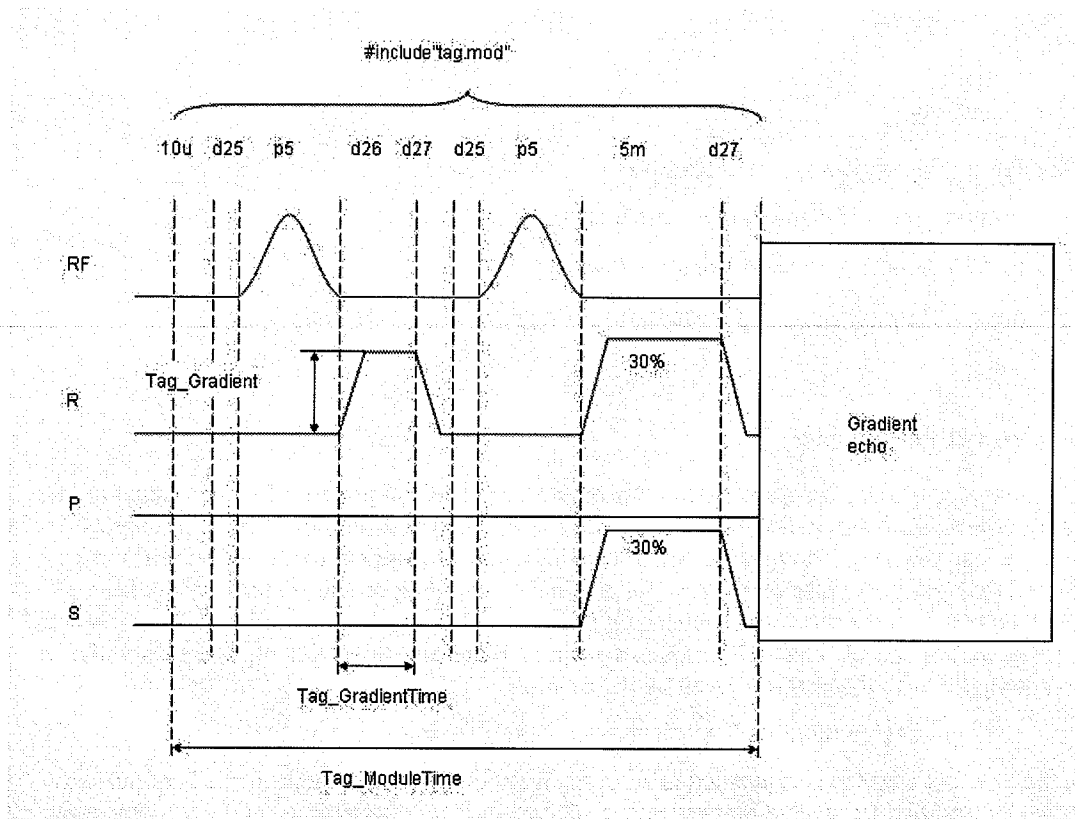 #include"tag.mod"
10u d25 p5 d26 d27 d25 p5 5m d27
RF
Tag_Gradient
30%
R
Gradient
echo
P
30%
S
Tag_GradientTime
Tag_ModuleTime